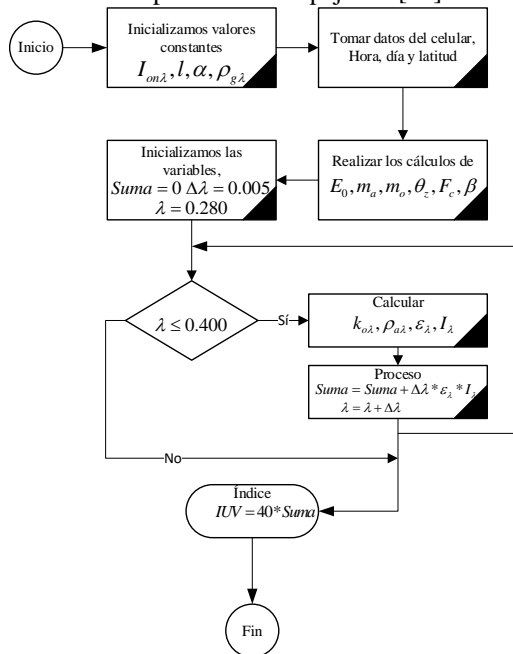 Inicio
Inicializamos valores
constantes
I_{onλ}, l, α, ρ_{gλ}
Tomar datos del celular,
Hora, día y latitud
Realizar los cálculos de
E_0, m_a, m_o, θ_z, F_c, β
Inicializamos las
variables,
Suma = 0 Δλ = 0.005
λ = 0.280
λ ≤ 0.400
Sí
Calcular
k_{oλ}, ρ_{aλ}, ε_λ, I_λ
Proceso
Suma = Suma + Δλ * ε_λ * I_λ
λ = λ + Δλ
No
Índice
IUV = 40* Suma
Fin